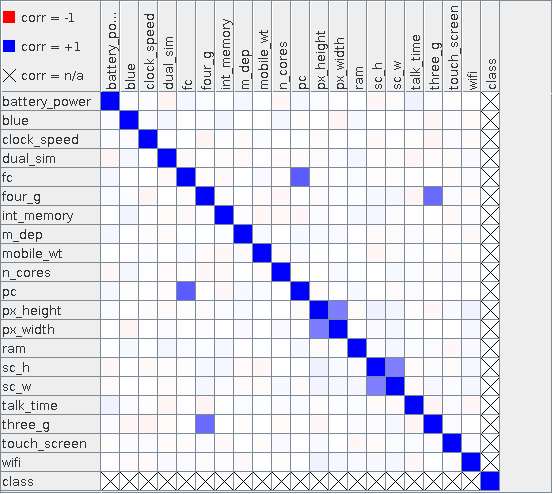 corr = -1
corr = +1
corr = n/a
battery_po...
blue
clock_speed
dual_sim
fc
four_g
int_memory
m_dep
mobile_wt
n_cores
pc
px_height
px_width
ram
sc_h
sc_w
talk_time
three_g
touch_screen
wifi
class
battery_power
blue
clock_speed
dual_sim
fc
four_g
int_memory
m_dep
mobile_wt
n_cores
pc
px_height
px_width
ram
sc_h
sc_w
talk_time
three_g
touch_screen
wifi
class